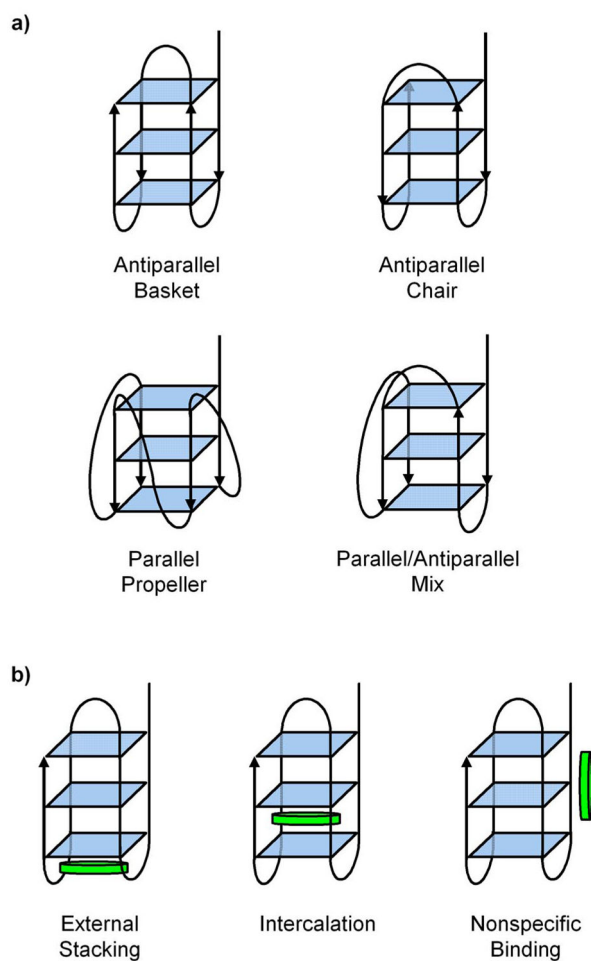 a)
Antiparallel
Basket
Antiparallel
Chair
Parallel
Propeller
Parallel/Antiparallel
Mix
b)
External
Stacking
Intercalation
Nonspecific
Binding